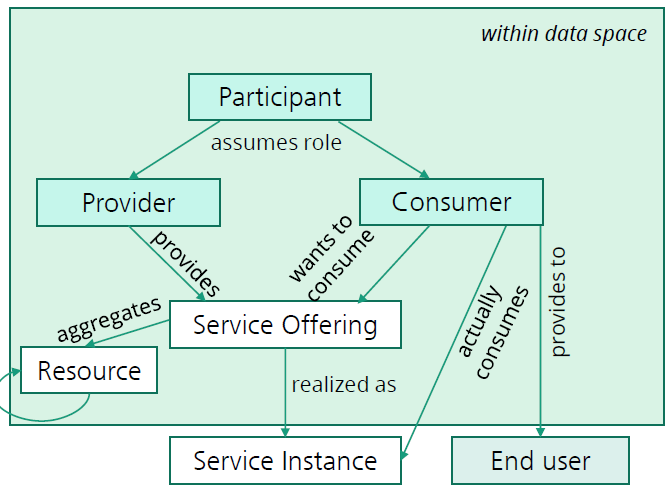 within data space
Participant
assumes role
Provider
Consumer
provides
wants to
consume
aggregates
Service Offering
actually
consumes
provides to
Resource
realized as
Service Instance
End user